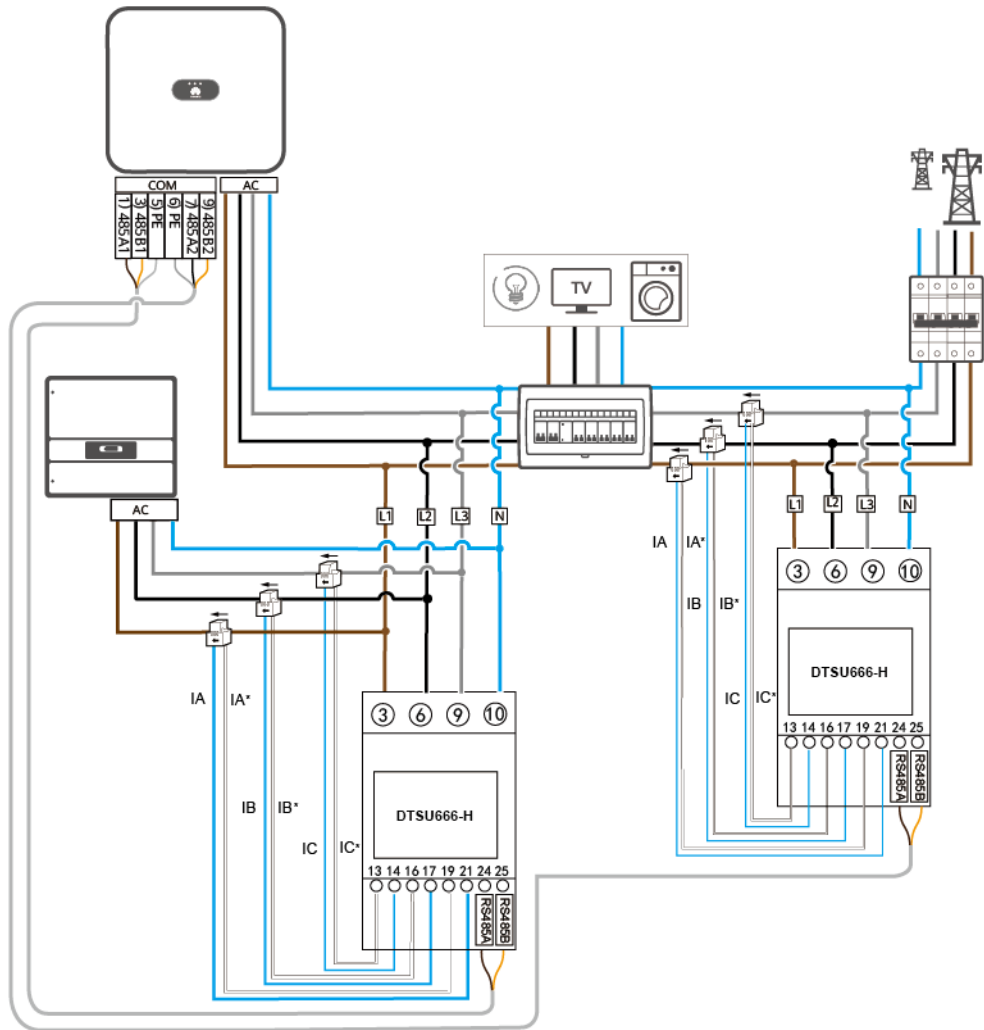 COM
AC
1) 485A1
3) 485B1
5) PE
6) PE
7) 485A2
9) 485B2
TV
AC
L1
L2
L3
N
L1
L2
L3
N
IA
IA*
IB
IB*
IC
IC*
3
6
9
10
DTSU666-H
13 14 16 17 19 21 24 25
RS485A
RS485B
IA
IA*
IB
IB*
IC
IC*
3
6
9
10
DTSU666-H
13 14 16 17 19 21 24 25
RS485A
RS485B